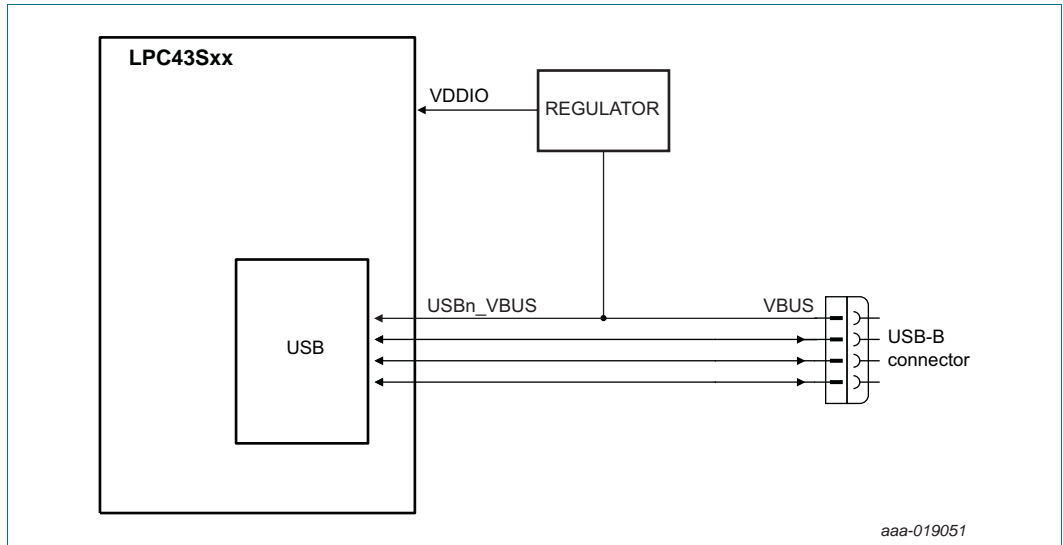 LPC43Sxx
VDDIO
REGULATOR
USBn_VBUS
VBUS
USB
USB-B
connector
aaa-019051